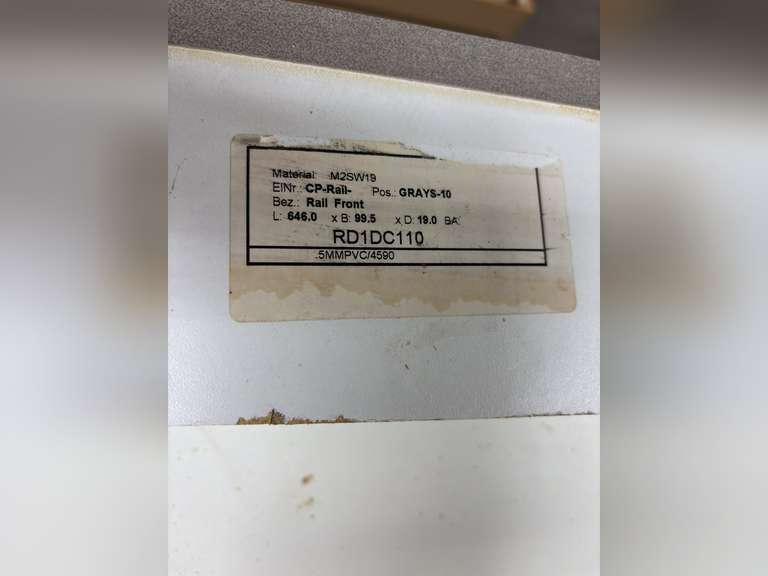 Material: M2SW19
ElNr.: CP-Rail- Pos.: GRAYS-10
Bez.: Rail Front
L: 646.0 x B: 99.5 x D: 19.0 BA:
RD1DC110
.5MMPVC/4590